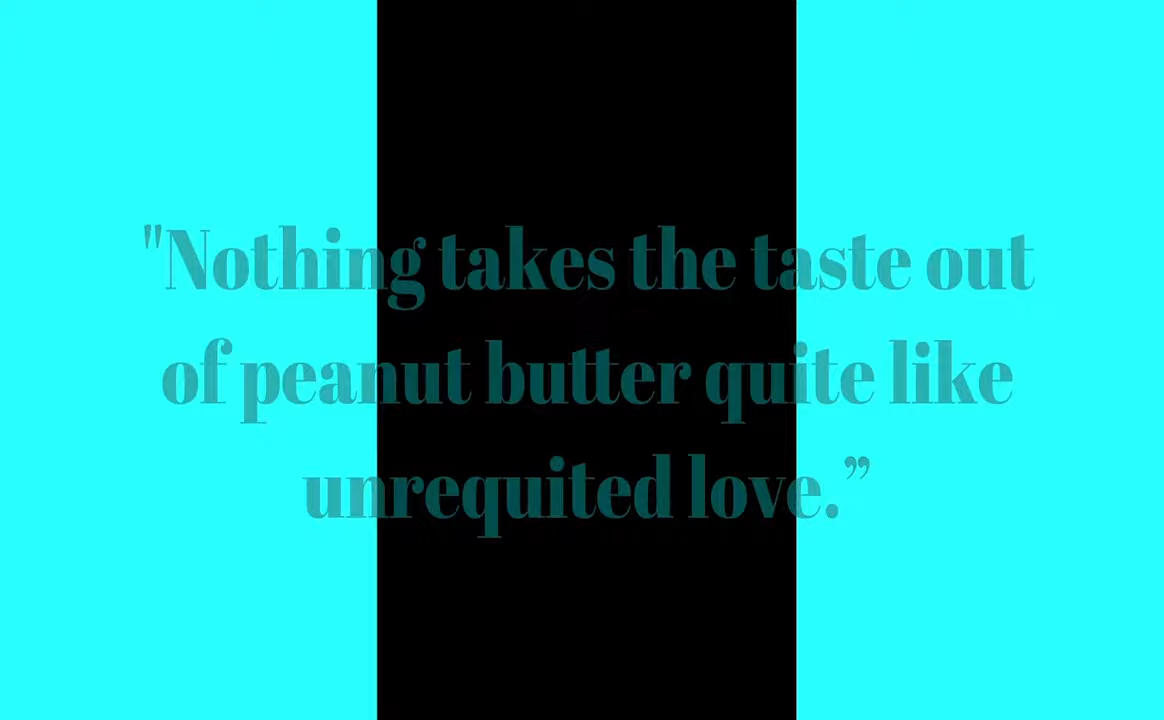 "Nothing takes the taste out
of peanut butter quite like
unrequited love.”